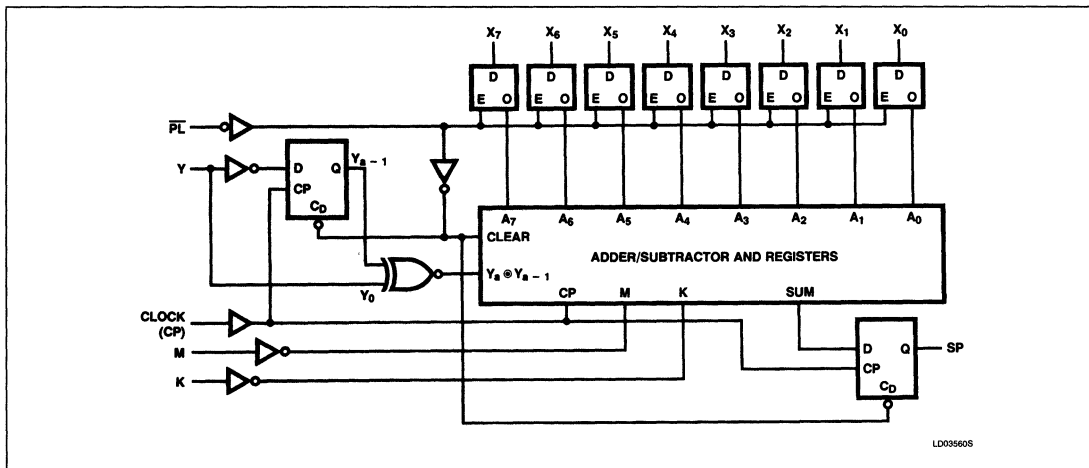 X7 X6 X5 X4 X3 X2 X1 X0
D D D D D D D D
E O E O E O E O E O E O E O E O
PL
Y D Q Ya – 1
CP
CD
A7 A6 A5 A4 A3 A2 A1 A0
CLEAR
ADDER/SUBTRACTOR AND REGISTERS
Ya ⊛ Ya – 1
Y0
CP M K SUM
CLOCK
(CP)
M
K
D Q SP
CP
CD
LD03560S